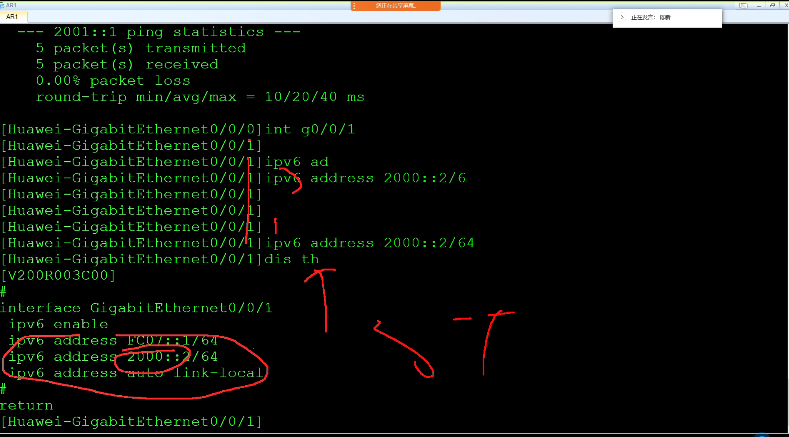 AR1
AR1
--- 2001::1 ping statistics ---
5 packet(s) transmitted
5 packet(s) received
0.00% packet loss
round-trip min/avg/max = 10/20/40 ms
[Huawei-GigabitEthernet0/0/0]int g0/0/1
[Huawei-GigabitEthernet0/0/1]
[Huawei-GigabitEthernet0/0/1]ipv6 ad
[Huawei-GigabitEthernet0/0/1]ipv6 address 2000::2/6
[Huawei-GigabitEthernet0/0/1]
[Huawei-GigabitEthernet0/0/1]
[Huawei-GigabitEthernet0/0/1]
[Huawei-GigabitEthernet0/0/1]ipv6 address 2000::2/64
[Huawei-GigabitEthernet0/0/1]dis th
[V200R003C00]
#
interface GigabitEthernet0/0/1
ipv6 enable
ipv6 address FC07::1/64
ipv6 address 2000::2/64
ipv6 address auto link-local
#
return
[Huawei-GigabitEthernet0/0/1]